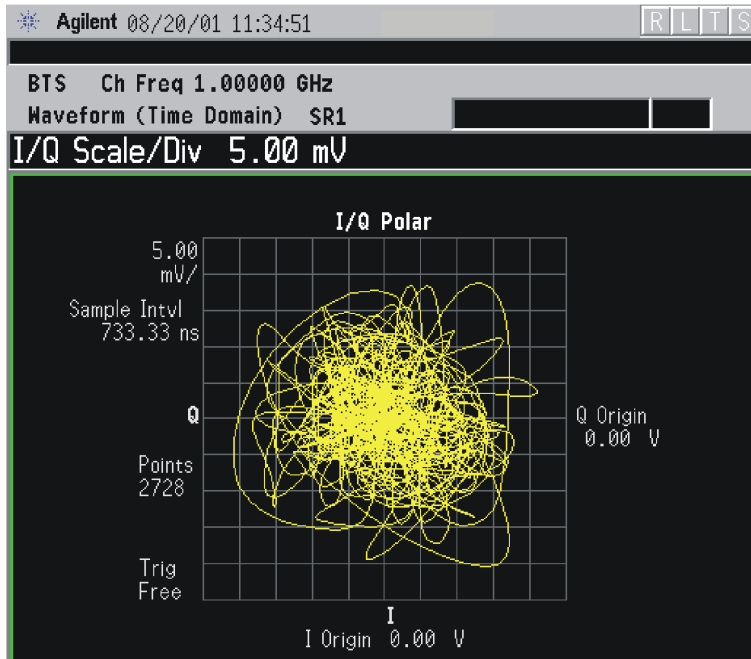 Agilent 08/20/01 11:34:51 R L T S
BTS Ch Freq 1.00000 GHz
Waveform (Time Domain) SR1
I/Q Scale/Div 5.00 mV
I/Q Polar
5.00
mV/
Sample Intvl
733.33 ns
Q
Q Origin
0.00 V
Points
2728
Trig
Free
I
I Origin 0.00 V